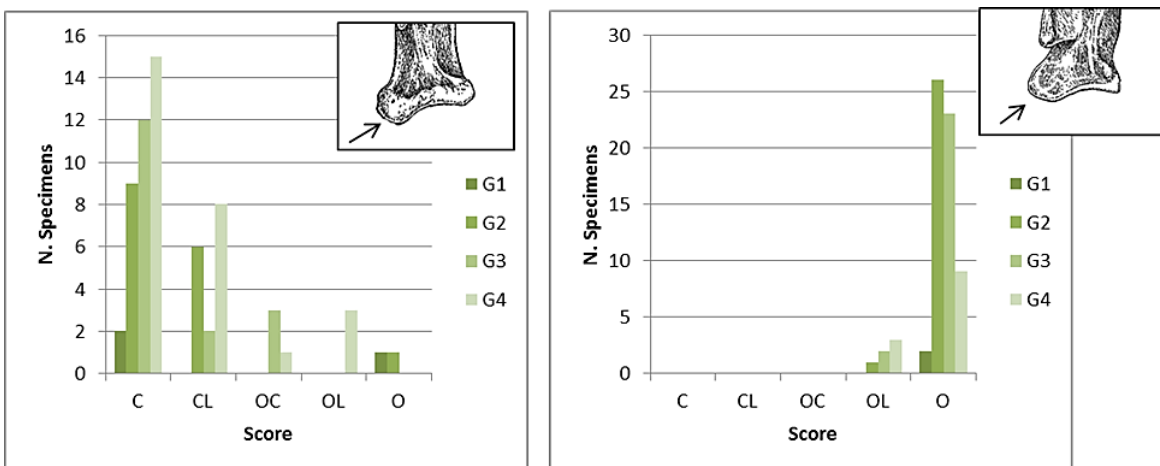 16
14
12
10
8
6
4
2
0
N. Specimens
C CL OC OL O
Score
G1
G2
G3
G4
30
25
20
15
10
5
0
N. Specimens
C CL OC OL O
Score
G1
G2
G3
G4